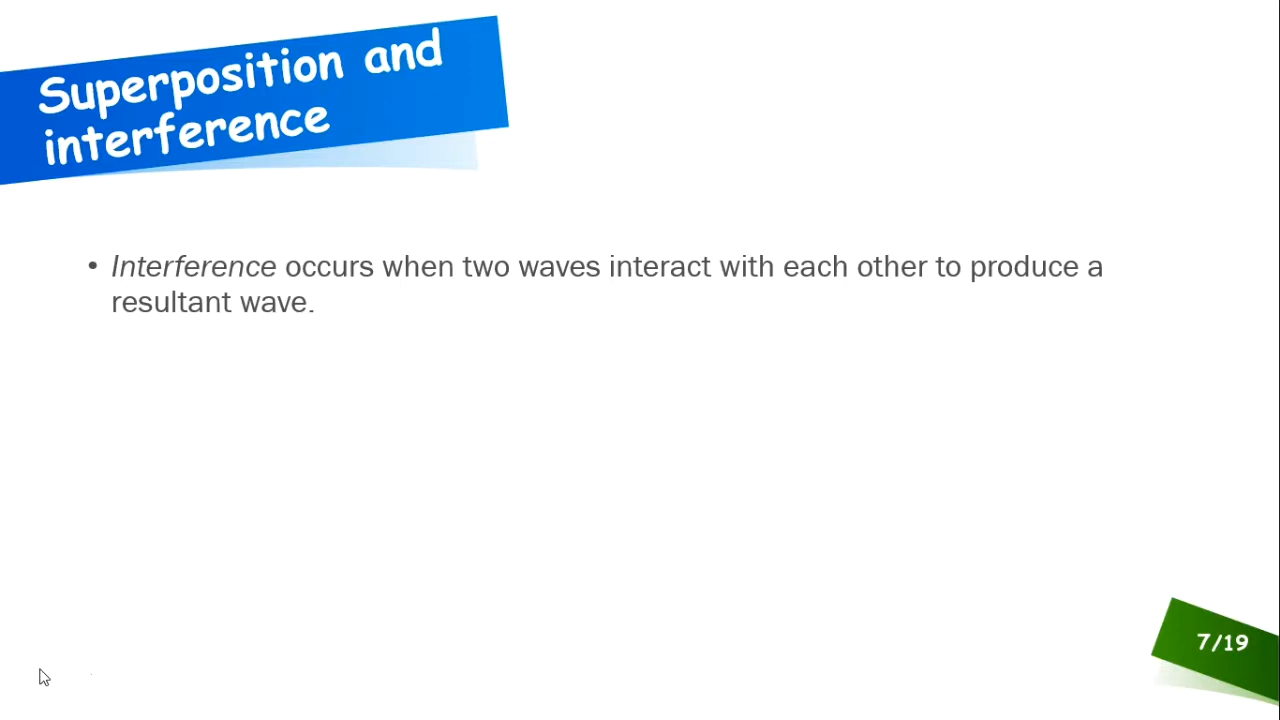 Superposition and
interference
• Interference occurs when two waves interact with each other to produce a
resultant wave.
7/19